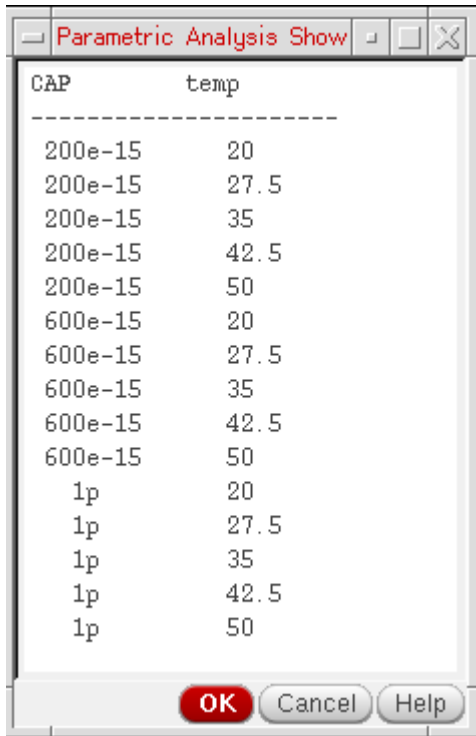 Parametric Analysis Show
CAP temp
----------------------
200e-15 20
200e-15 27.5
200e-15 35
200e-15 42.5
200e-15 50
600e-15 20
600e-15 27.5
600e-15 35
600e-15 42.5
600e-15 50
1p 20
1p 27.5
1p 35
1p 42.5
1p 50
OK Cancel Help